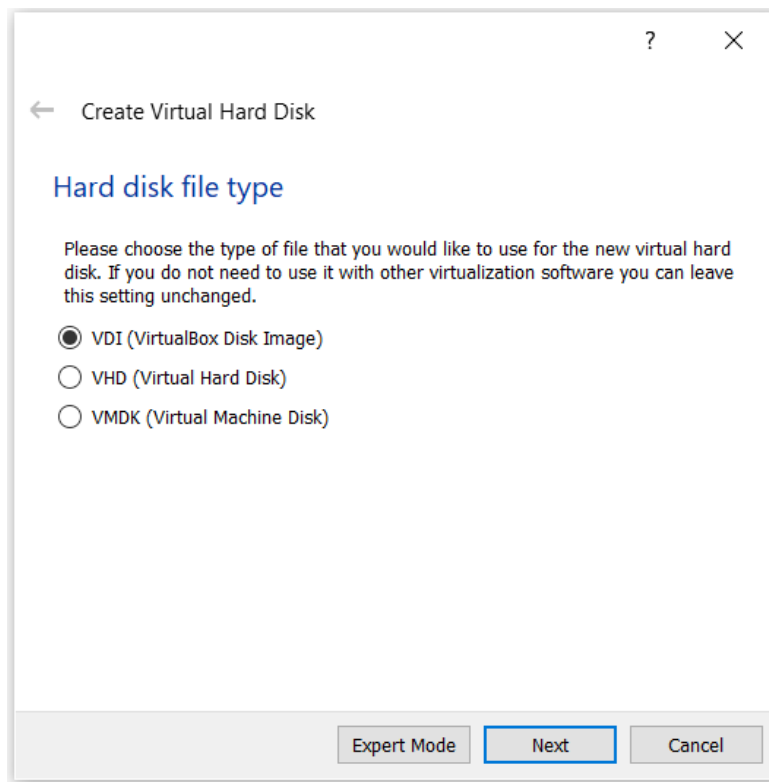 ?
Create Virtual Hard Disk
Hard disk file type
Please choose the type of file that you would like to use for the new virtual hard
disk. If you do not need to use it with other virtualization software you can leave
this setting unchanged.
VDI (VirtualBox Disk Image)
VHD (Virtual Hard Disk)
VMDK (Virtual Machine Disk)
Expert Mode Next Cancel